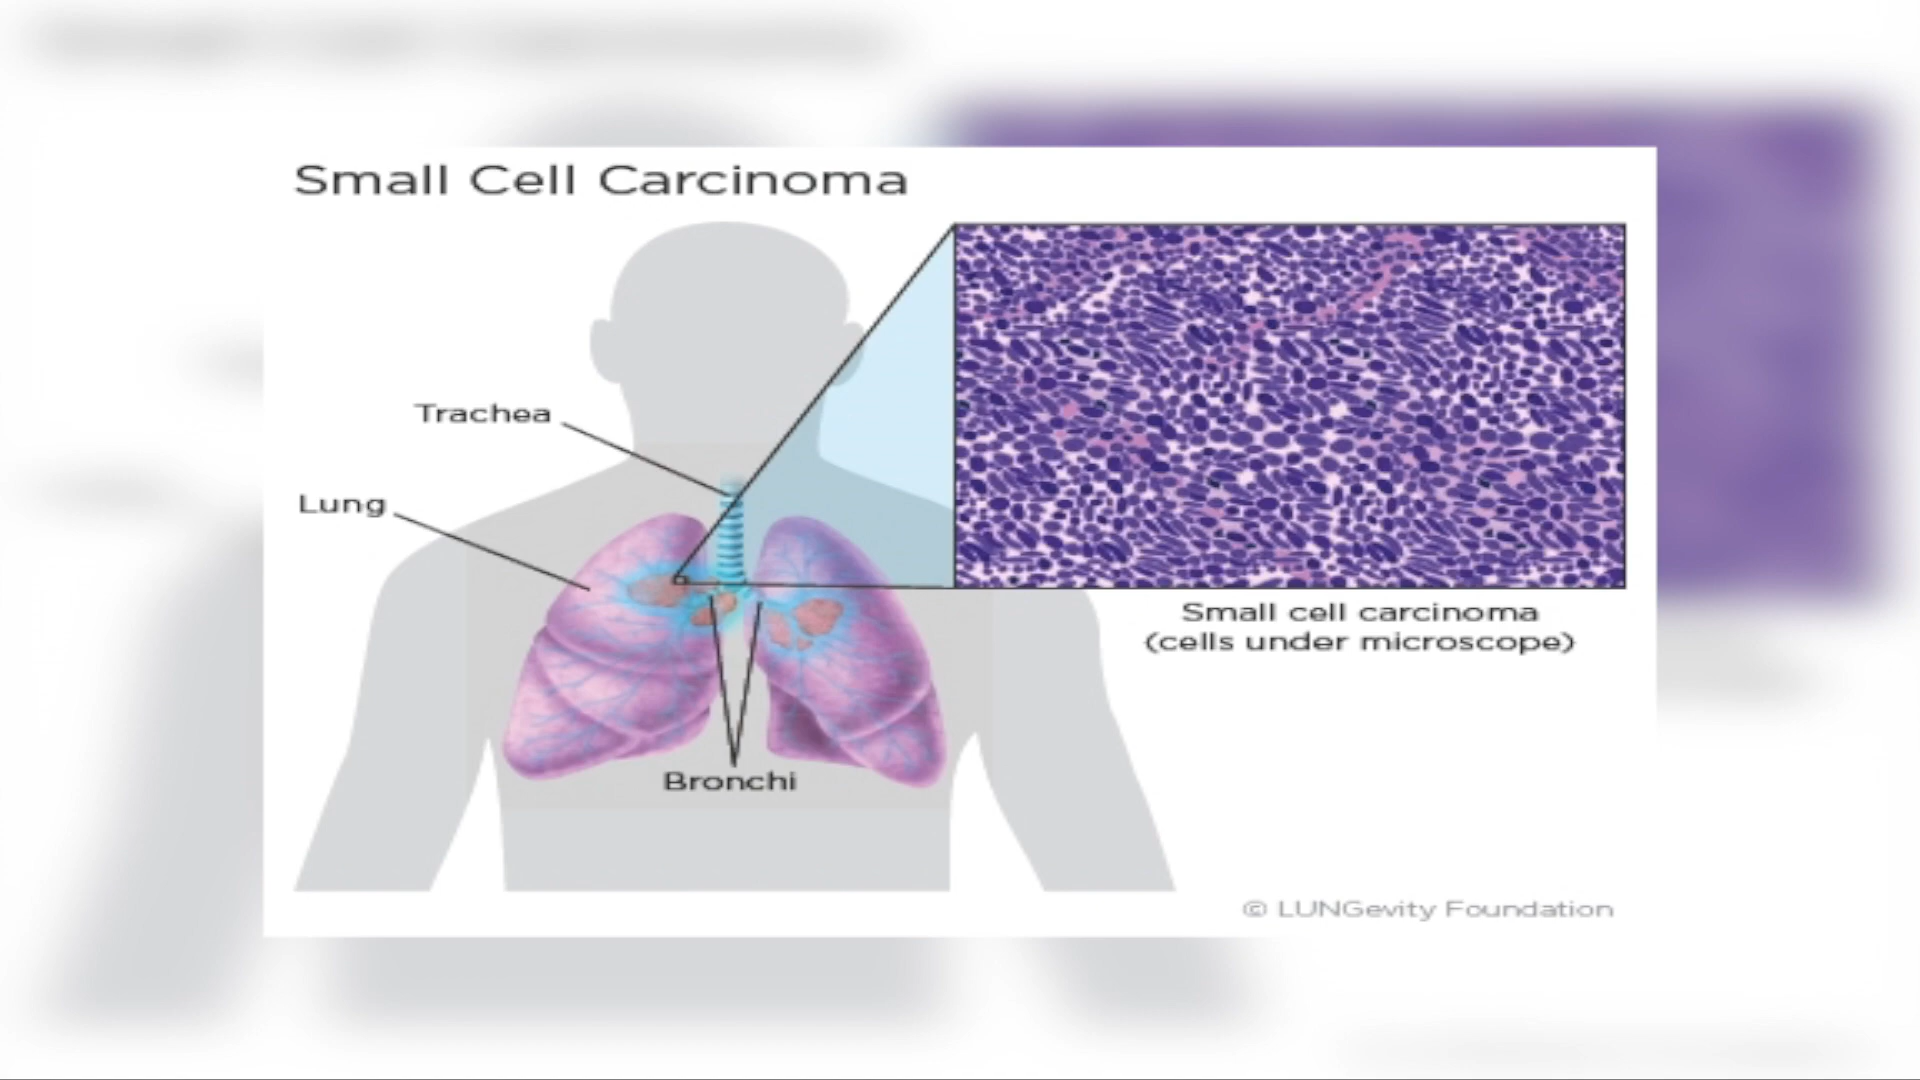 Small Cell Carcinoma
Trachea
Lung
Bronchi
Small cell carcinoma
(cells under microscope)
© LUNGevity Foundation